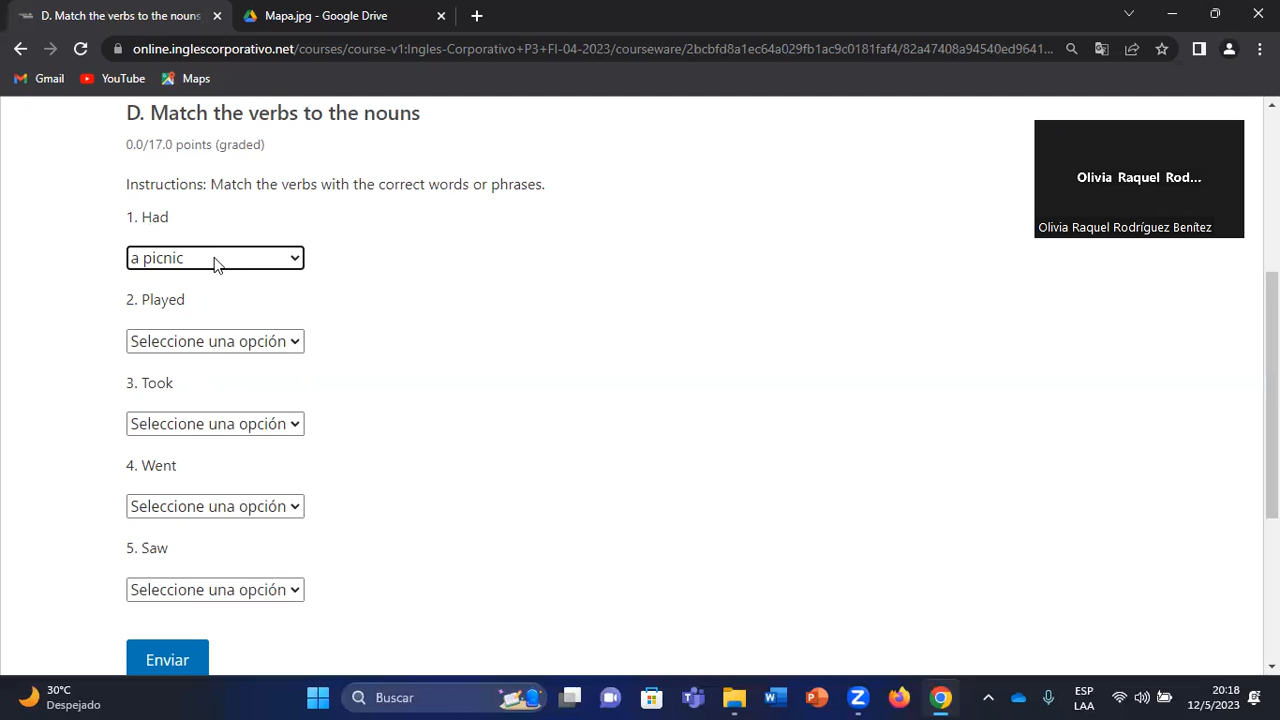 D. Match the verbs to the nouns
Mapa.jpg - Google Drive
online.inglescorporativo.net/courses/course-v1:Ingles-Corporativo+P3+FI-04-2023/courseware/2bcbfd8a1ec64a029fb1ac9c0181faf4/82a47408a94540ed9641...
Gmail YouTube Maps
D. Match the verbs to the nouns
0.0/17.0 points (graded)
Instructions: Match the verbs with the correct words or phrases.
Olivia Raquel Rod...
Olivia Raquel Rodríguez Benítez
1. Had
a picnic
2. Played
Seleccione una opción
3. Took
Seleccione una opción
4. Went
Seleccione una opción
5. Saw
Seleccione una opción
Enviar
30°C
Despejado
Buscar
ESP
LAA
20:18
12/5/2023